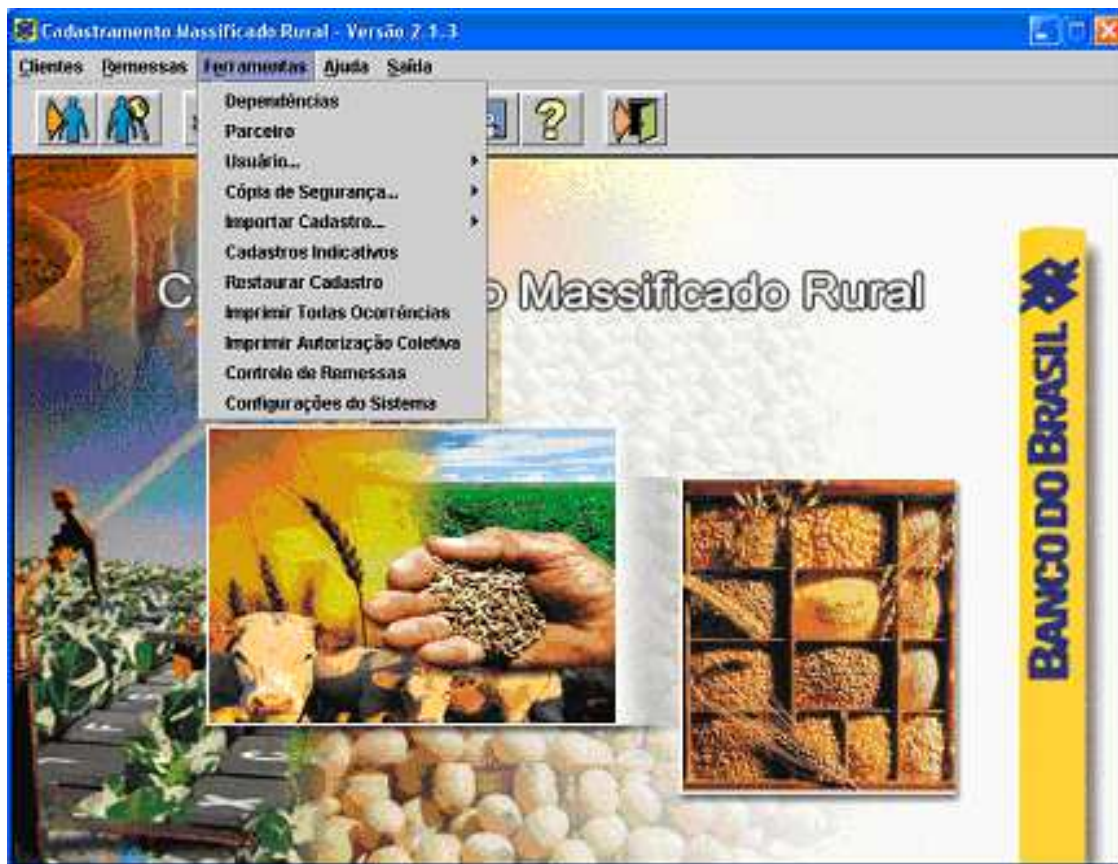 Cadastramento Massificado Rural - Versão 2.1.3
Clientes Remessas Ferramentas Ajuda Saída
Dependências
Parceiro
Usuário...
Cópia de Segurança...
Importar Cadastro...
Cadastros Indicativos
Restaurar Cadastro
Imprimir Todas Ocorrências
Imprimir Autorização Coletiva
Controle de Remessas
Configurações do Sistema
C o Massificado Rural
BANCO DO BRASIL